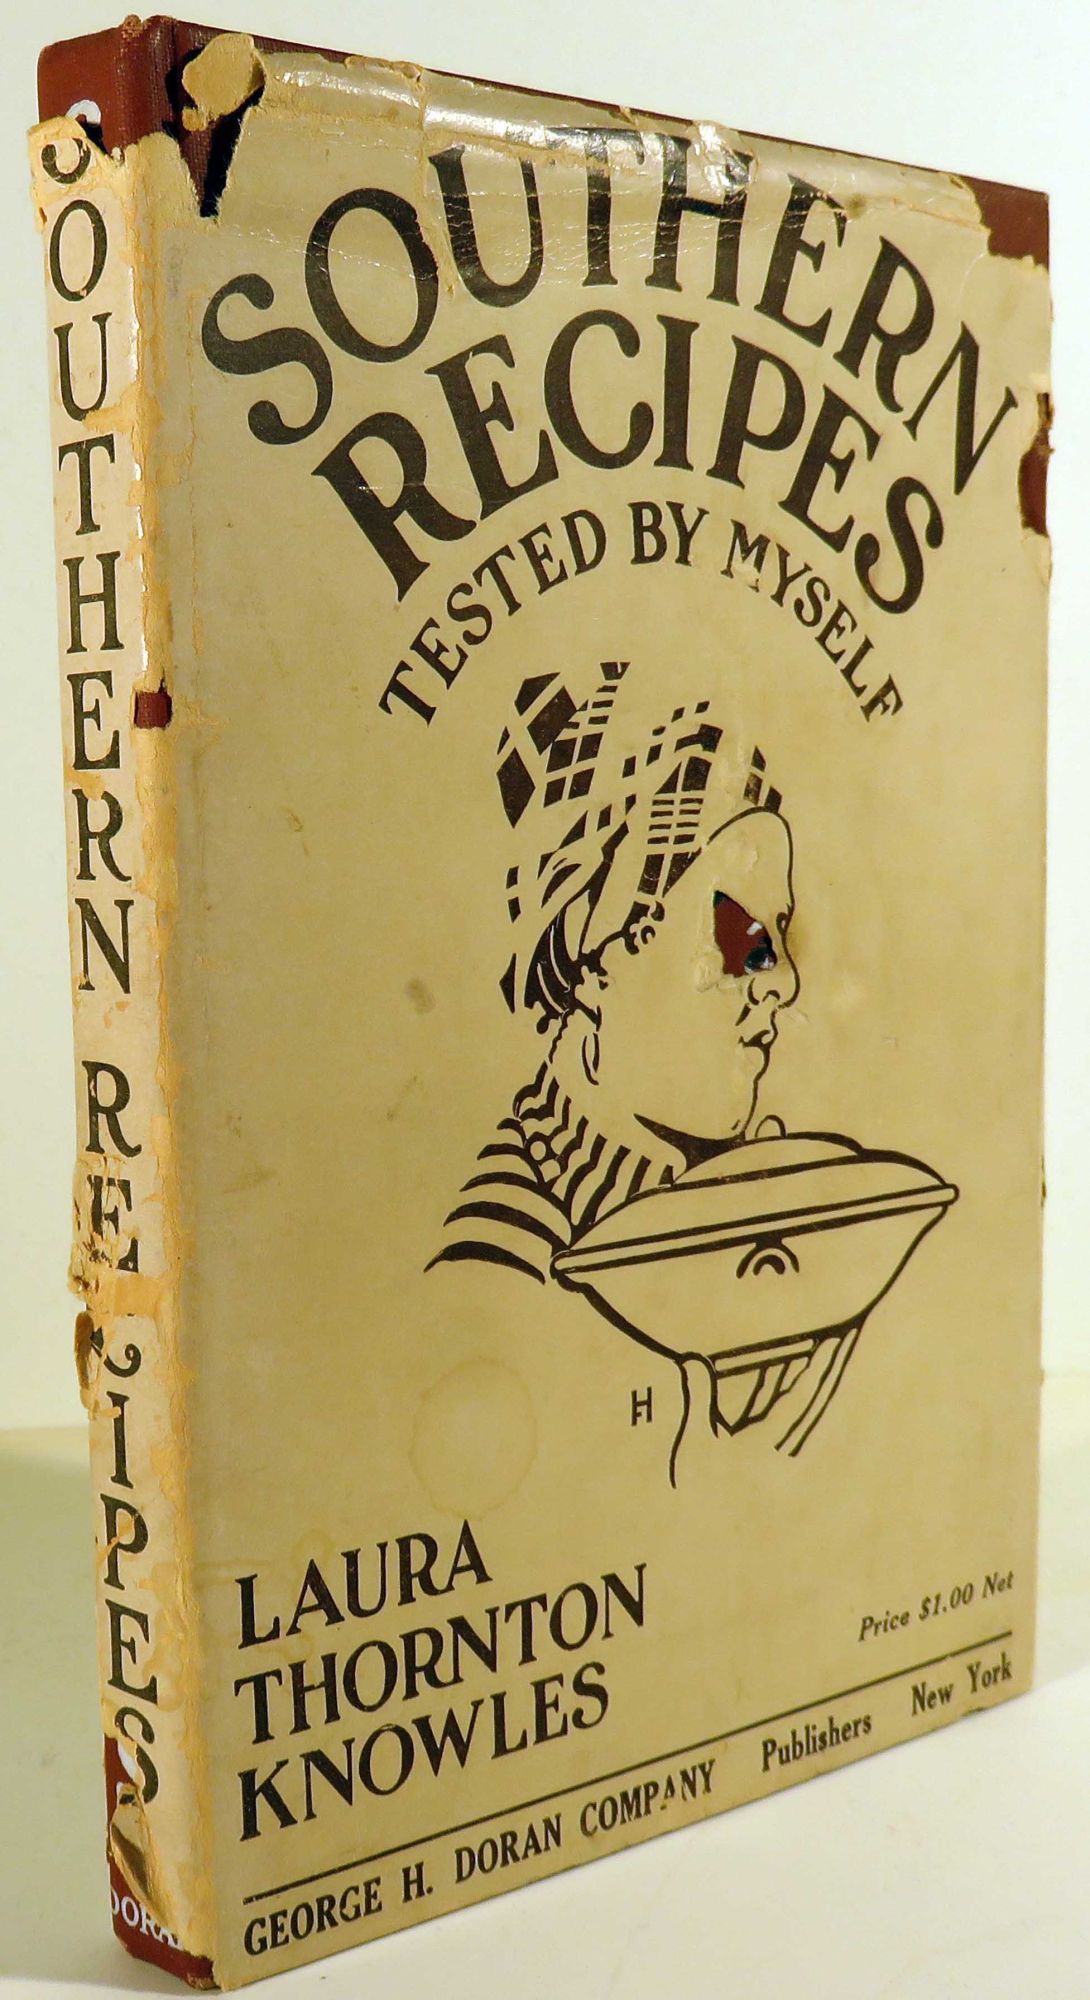 SOUTHERN RECIPES
DORAN
SOUTHERN
RECIPES
TESTED BY MYSELF
H
LAURA
THORNTON
KNOWLES
Price $1.00 Net
GEORGE H. DORAN COMPANY Publishers New York